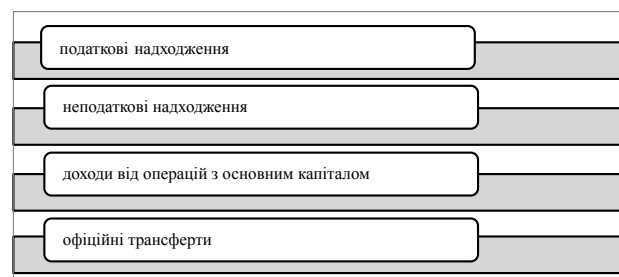 податкові надходження
неподаткові надходження
доходи від операцій з основним капіталом
офіційні трансферти